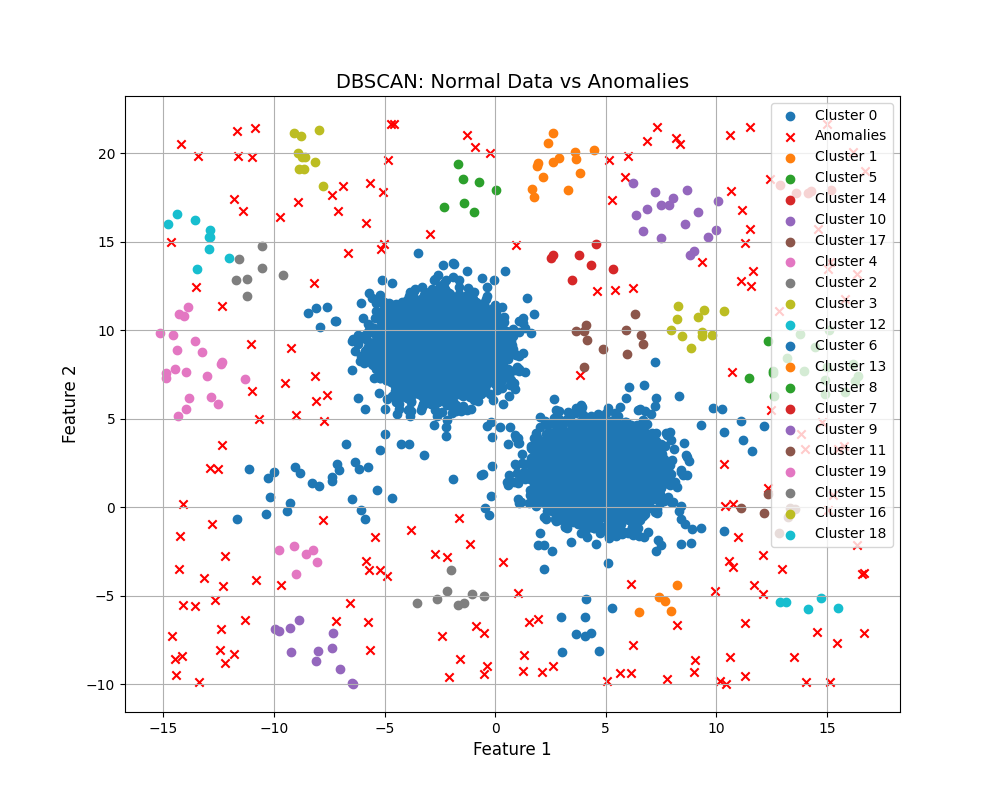 DBSCAN: Normal Data vs Anomalies
Cluster 0
Anomalies
Cluster 1
Cluster 5
Cluster 14
Cluster 10
Cluster 17
Cluster 4
Cluster 2
Cluster 3
Cluster 12
Cluster 6
Cluster 13
Cluster 8
Cluster 7
Cluster 9
Cluster 11
Cluster 19
Cluster 15
Cluster 16
Cluster 18
Feature 2
20
15
10
5
0
−5
−10
−15 −10 −5 0 5 10 15
Feature 1